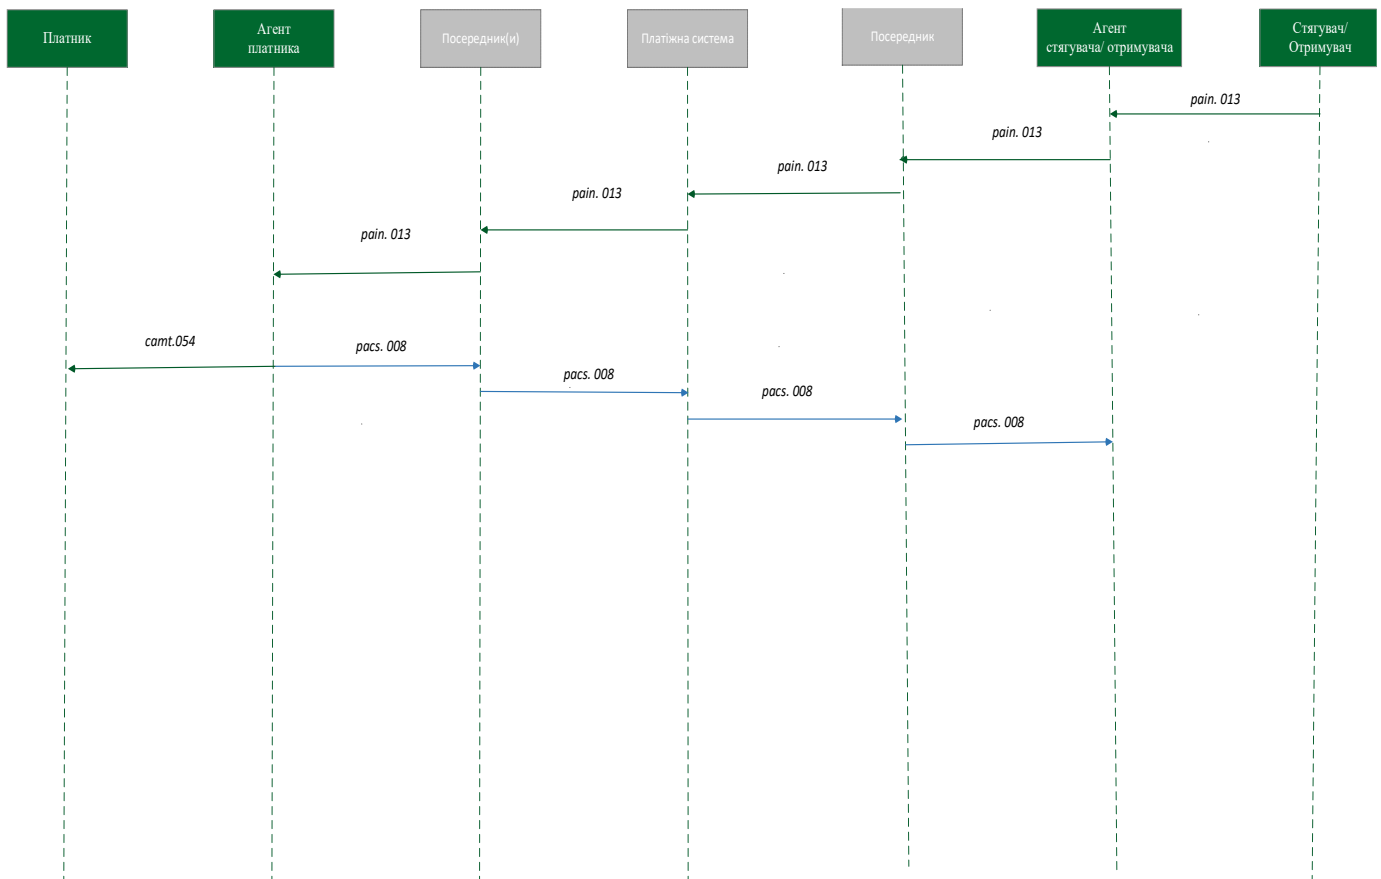 Платник
Агент
платника
Посередник(и)
Платіжна система
Посередник
Агент
стягувача/ отримувача
Стягувач/
Отримувач
pain. 013
pain. 013
pain. 013
pain. 013
pain. 013
camt.054
pacs. 008
pacs. 008
pacs. 008
pacs. 008